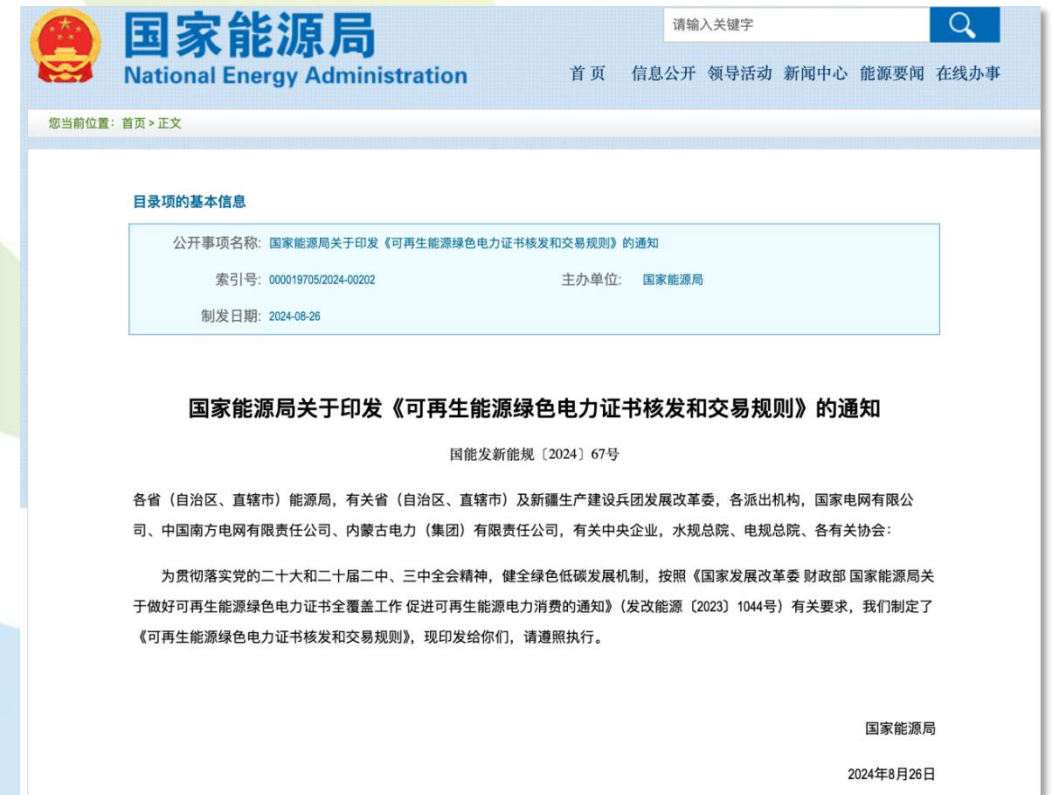 国家能源局
National Energy Administration
请输入关键字
首页 信息公开 领导活动 新闻中心 能源要闻 在线办事
您当前位置：首页 > 正文
目录项的基本信息
公开事项名称: 国家能源局关于印发《可再生能源绿色电力证书核发和交易规则》的通知
索引号: 000019705/2024-00202 主办单位: 国家能源局
制发日期: 2024-08-26
国家能源局关于印发《可再生能源绿色电力证书核发和交易规则》的通知
国能发新能规〔2024〕67号
各省（自治区、直辖市）能源局，有关省（自治区、直辖市）及新疆生产建设兵团发展改革委，各派出机构，国家电网有限公
司、中国南方电网有限责任公司、内蒙古电力（集团）有限责任公司，有关中央企业，水规总院、电规总院、各有关协会：
为贯彻落实党的二十大和二十届二中、三中全会精神，健全绿色低碳发展机制，按照《国家发展改革委 财政部 国家能源局关
于做好可再生能源绿色电力证书全覆盖工作 促进可再生能源电力消费的通知》（发改能源〔2023〕1044号）有关要求，我们制定了
《可再生能源绿色电力证书核发和交易规则》，现印发给你们，请遵照执行。
国家能源局
2024年8月26日